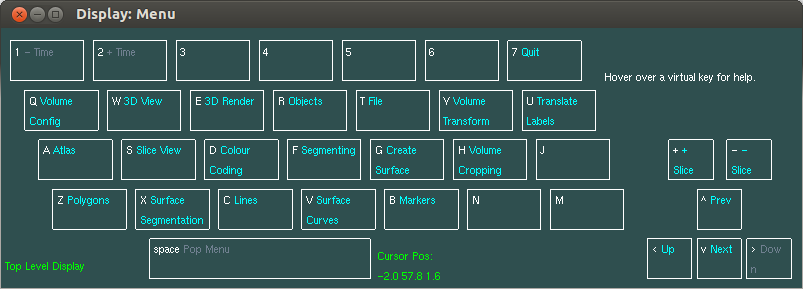 Display: Menu
1 - Time 2 + Time 3 4 5 6 7 Quit
Hover over a virtual key for help.
Q Volume W 3D View E 3D Render R Objects T File Y Volume U Translate
Config Transform Labels
A Atlas S Slice View D Colour F Segmenting G Create H Volume J + + - -
Coding Surface Cropping Slice Slice
Z Polygons X Surface C Lines V Surface B Markers N M ^ Prev
Segmentation Curves
space Pop Menu < Up v Next > Dow
Cursor Pos:
Top Level Display n
-2.0 57.8 1.6